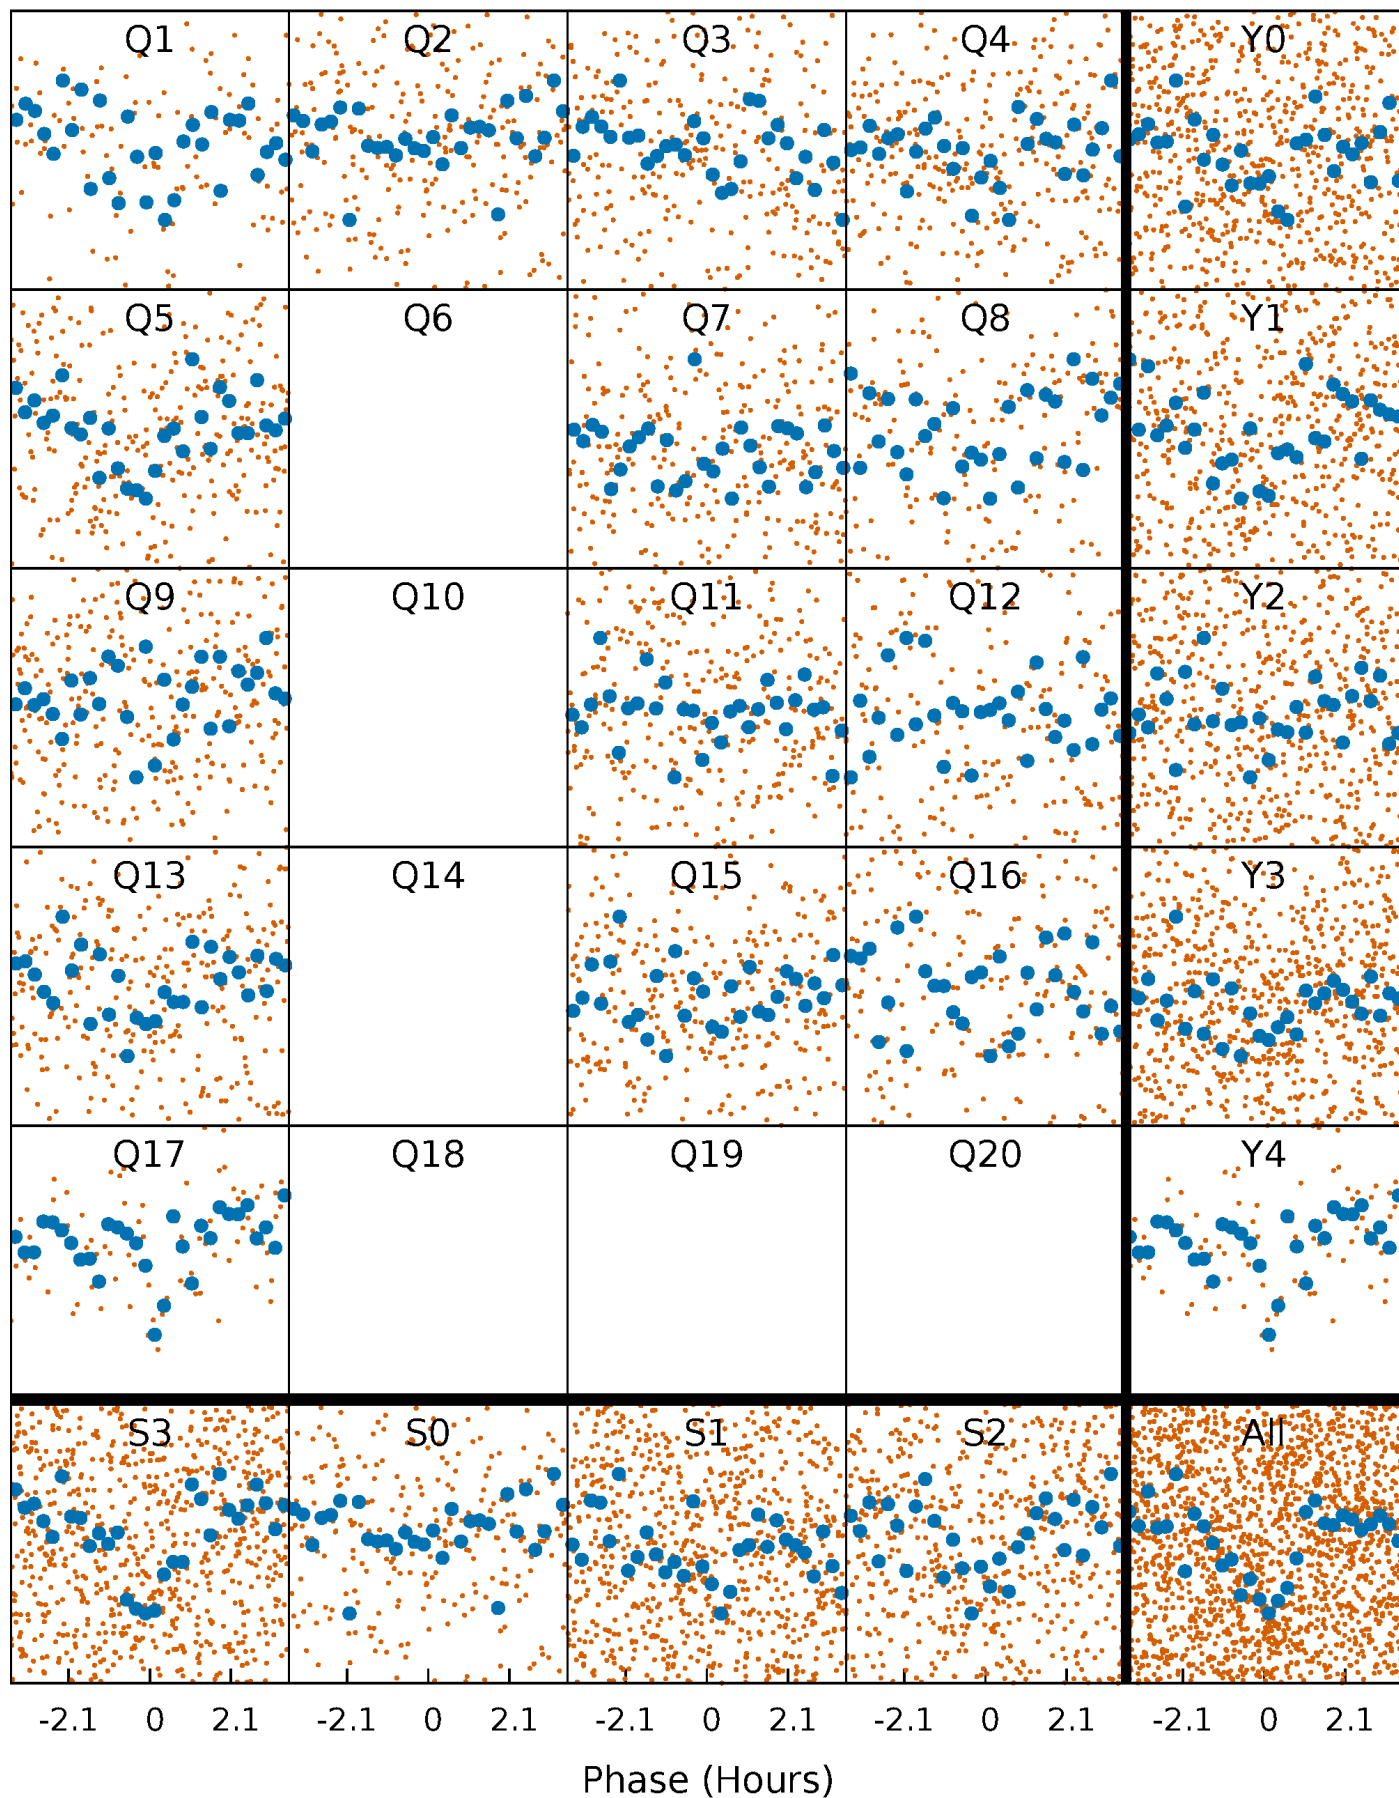 Q1 Q2 Q3 Q4 Y0
Q5 Q6 Q7 Q8 Y1
Q9 Q10 Q11 Q12 Y2
Q13 Q14 Q15 Q16 Y3
Q17 Q18 Q19 Q20 Y4
S3 S0 S1 S2 All
-2.1 0 2.1 -2.1 0 2.1 -2.1 0 2.1 -2.1 0 2.1 -2.1 0 2.1
Phase (Hours)